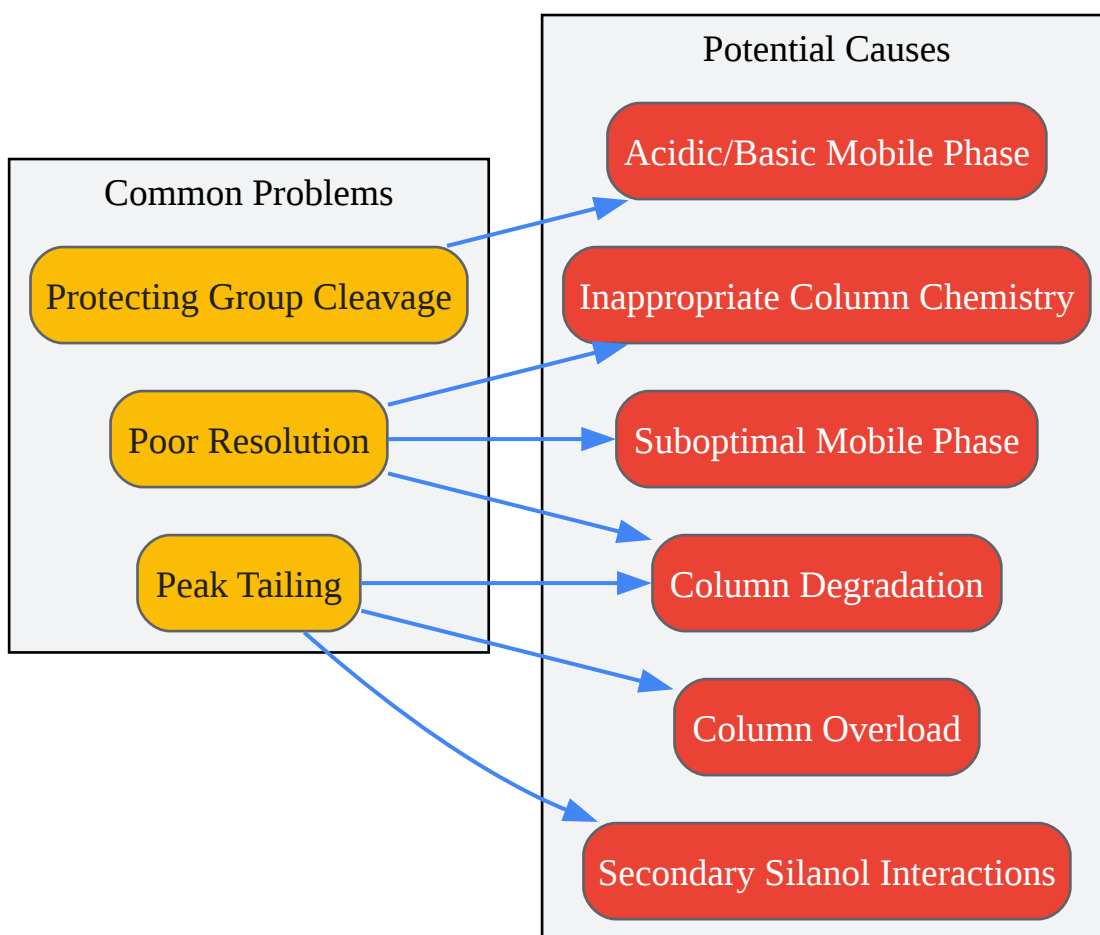 Common Problems
Protecting Group Cleavage
Poor Resolution
Peak Tailing
Potential Causes
Acidic/Basic Mobile Phase
Inappropriate Column Chemistry
Suboptimal Mobile Phase
Column Degradation
Column Overload
Secondary Silanol Interactions